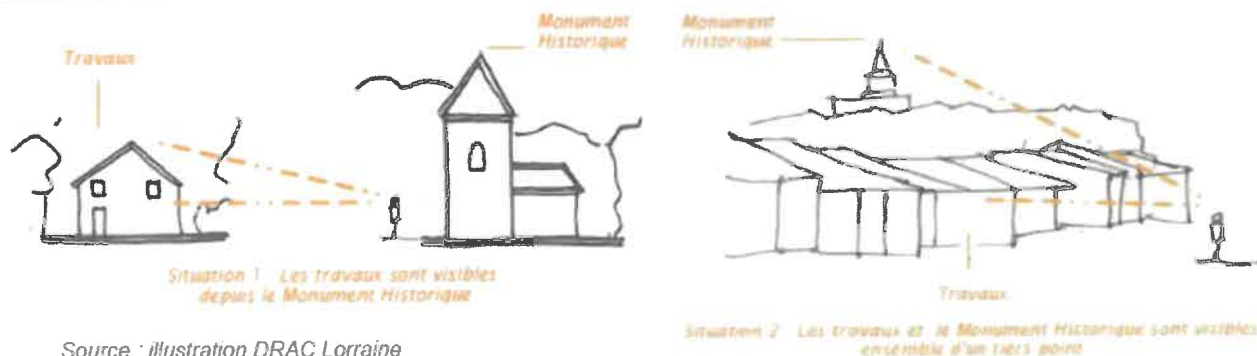 Travaux
Monument
Historique
Situation 1 Les travaux sont visibles
depuis le Monument Historique
Source : illustration DRAC Lorraine
Monument
Historique
Travaux
Situation 2 Les travaux et le Monument Historique sont visibles
ensemble d'un tiers point